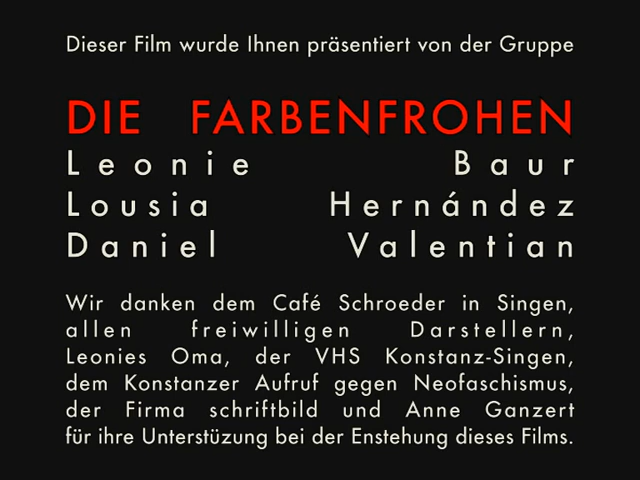 Dieser Film wurde Ihnen präsentiert von der Gruppe
DIE FARBENFROHEN
Leonie Baur
Lousia Hernández
Daniel Valentian
Wir danken dem Café Schroeder in Singen,
allen freiwilligen Darstellern,
Leonies Oma, der VHS Konstanz-Singen,
dem Konstanzer Aufruf gegen Neofaschismus,
der Firma schriftbild und Anne Ganzert
für ihre Unterstüzung bei der Enstehung dieses Films.